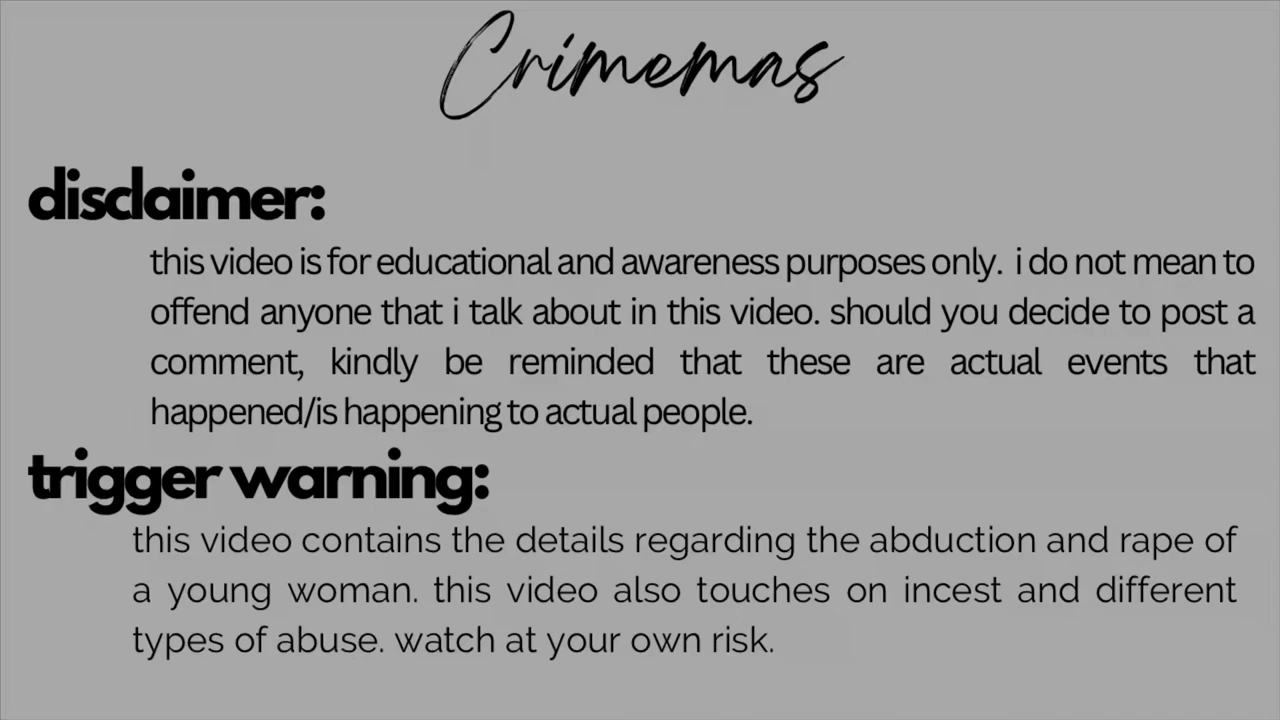 Crimemas
disclaimer:
this video is for educational and awareness purposes only. i do not mean to
offend anyone that i talk about in this video. should you decide to post a
comment, kindly be reminded that these are actual events that
happened/is happening to actual people.
trigger warning:
this video contains the details regarding the abduction and rape of
a young woman. this video also touches on incest and different
types of abuse. watch at your own risk.